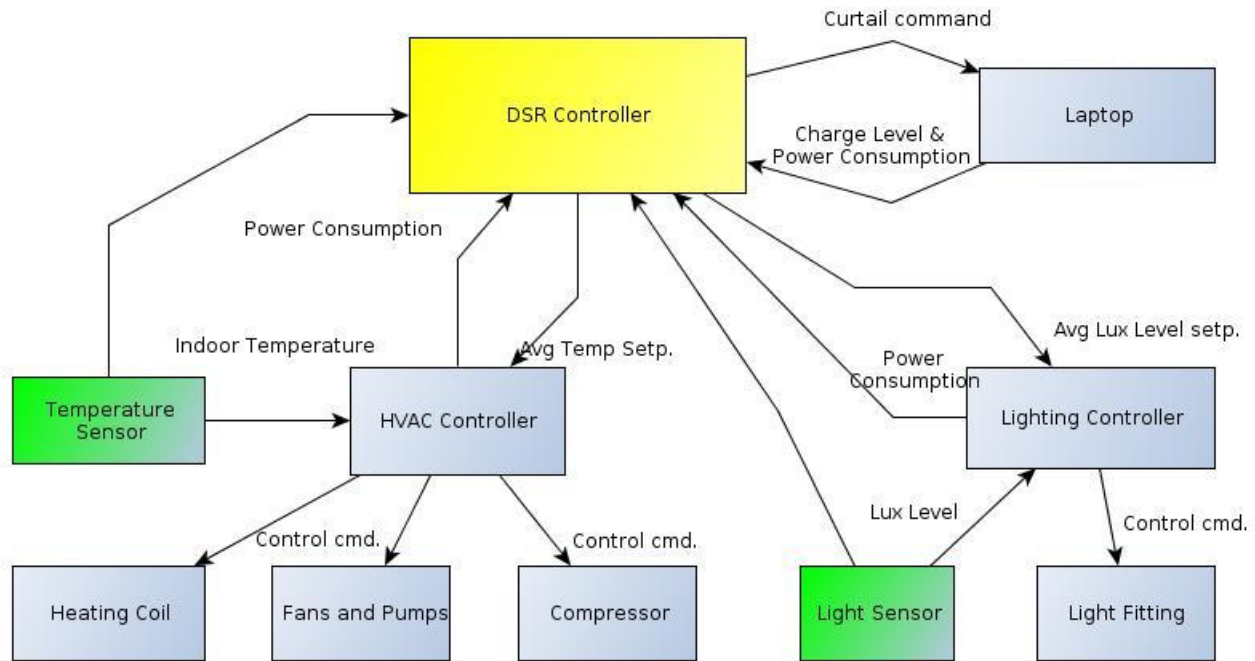 Curtail command
DSR Controller
Laptop
Charge Level &
Power Consumption
Power Consumption
Indoor Temperature
Avg Temp Setp.
Avg Lux Level setp.
Power
Consumption
Temperature
Sensor
HVAC Controller
Lighting Controller
Lux Level
Control cmd.
Control cmd.
Control cmd.
Heating Coil
Fans and Pumps
Compressor
Light Sensor
Light Fitting